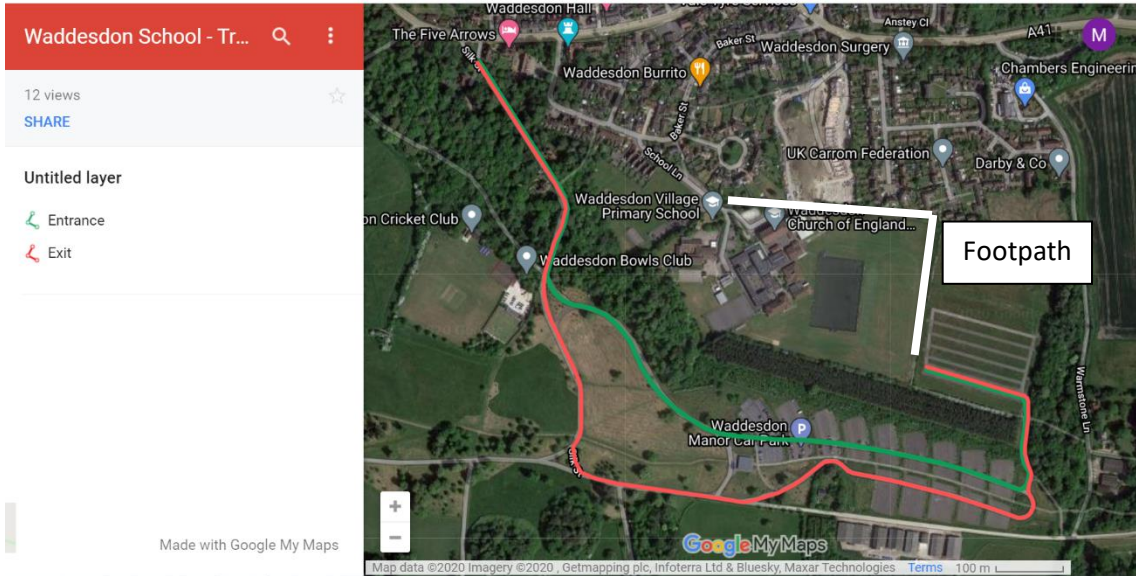 Waddesdon School - Tr...
12 views
SHARE
Untitled layer
Entrance
Exit
Made with Google My Maps
Waddesdon Hall
The Five Arrows
Silk St
Baker St
Waddesdon Surgery
Anstey Cl
A41
M
Waddesdon Burrito
Chambers Engineerin
Baker St
School Ln
UK Carrom Federation
Darby & Co
Waddesdon Village
Primary School
Church of England...
on Cricket Club
Footpath
Waddesdon Bowls Club
Warmstone Ln
Waddesdon
Manor Car Park
P
Silk St
+
−
Google My Maps
Map data ©2020 Imagery ©2020 , Getmapping plc, Infoterra Ltd & Bluesky, Maxar Technologies Terms 100 m